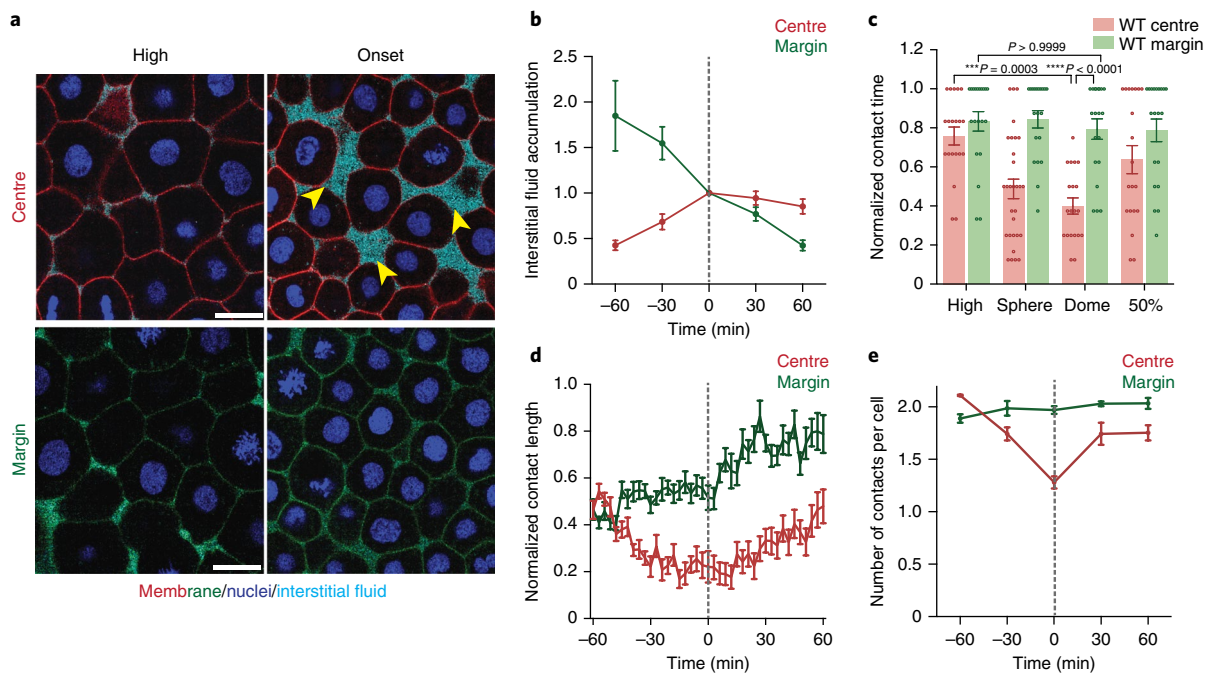 a
High
Onset
Centre
Margin
Membrane/nuclei/interstitial fluid
b
Centre
Margin
Interstitial fluid accumulation
2.5
2.0
1.5
1.0
0.5
0
–60
–30
0
30
60
Time (min)
c
WT centre
WT margin
P > 0.9999
***P = 0.0003
****P < 0.0001
Normalized contact time
1.2
1.0
0.8
0.6
0.4
0.2
0
High
Sphere
Dome
50%
d
Centre
Margin
Normalized contact length
1.0
0.8
0.6
0.4
0.2
0
–60
–30
0
30
60
Time (min)
e
Centre
Margin
Number of contacts per cell
2.0
1.5
1.0
0.5
0
–60
–30
0
30
60
Time (min)